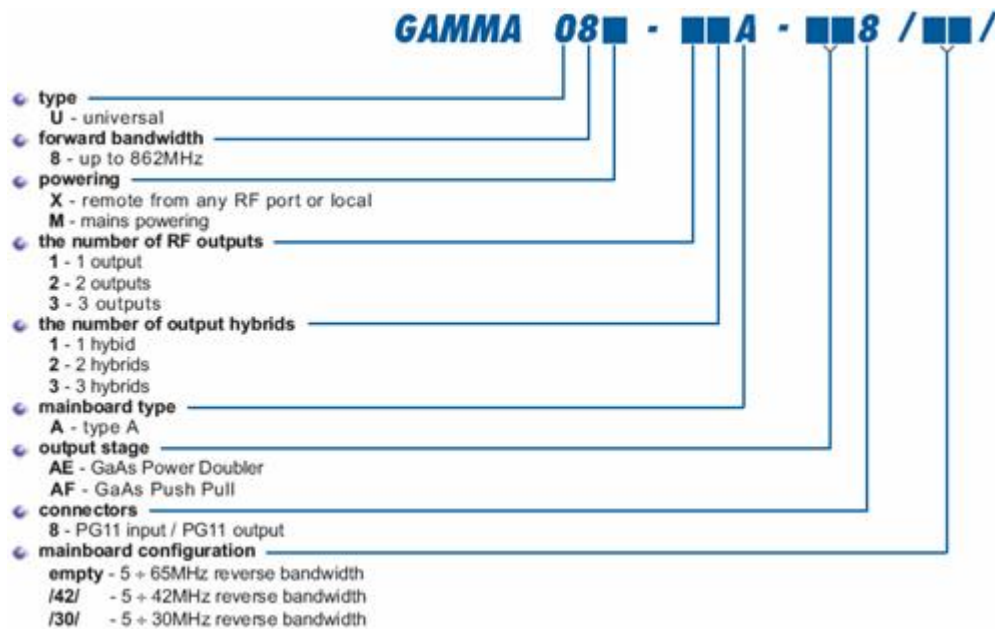 GAMMA 08■ - ■■A - ■■8 / ■■ /
type
U - universal
forward bandwidth
8 - up to 862MHz
powering
X - remote from any RF port or local
M - mains powering
the number of RF outputs
1 - 1 output
2 - 2 outputs
3 - 3 outputs
the number of output hybrids
1 - 1 hybid
2 - 2 hybrids
3 - 3 hybrids
mainboard type
A - type A
output stage
AE - GaAs Power Doubler
AF - GaAs Push Pull
connectors
8 - PG11 input / PG11 output
mainboard configuration
empty - 5 ÷ 65MHz reverse bandwidth
/42/ - 5 ÷ 42MHz reverse bandwidth
/30/ - 5 ÷ 30MHz reverse bandwidth